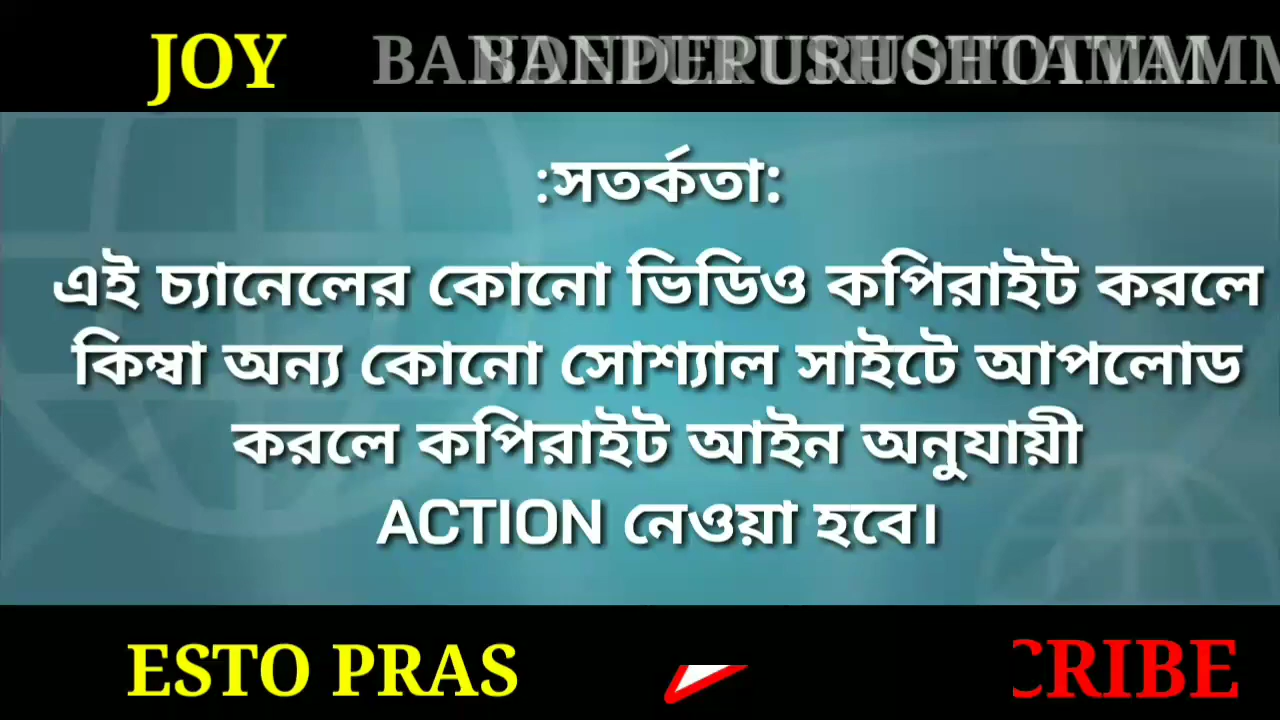 JOY BANDEPURUSHOTTAMAM
:সতর্কতা:
এই চ্যানেলের কোনো ভিডিও কপিরাইট করলে
কিম্বা অন্য কোনো সোশ্যাল সাইটে আপলোড
করলে কপিরাইট আইন অনুযায়ী
ACTION নেওয়া হবে।
ESTO PRAS CRIBE